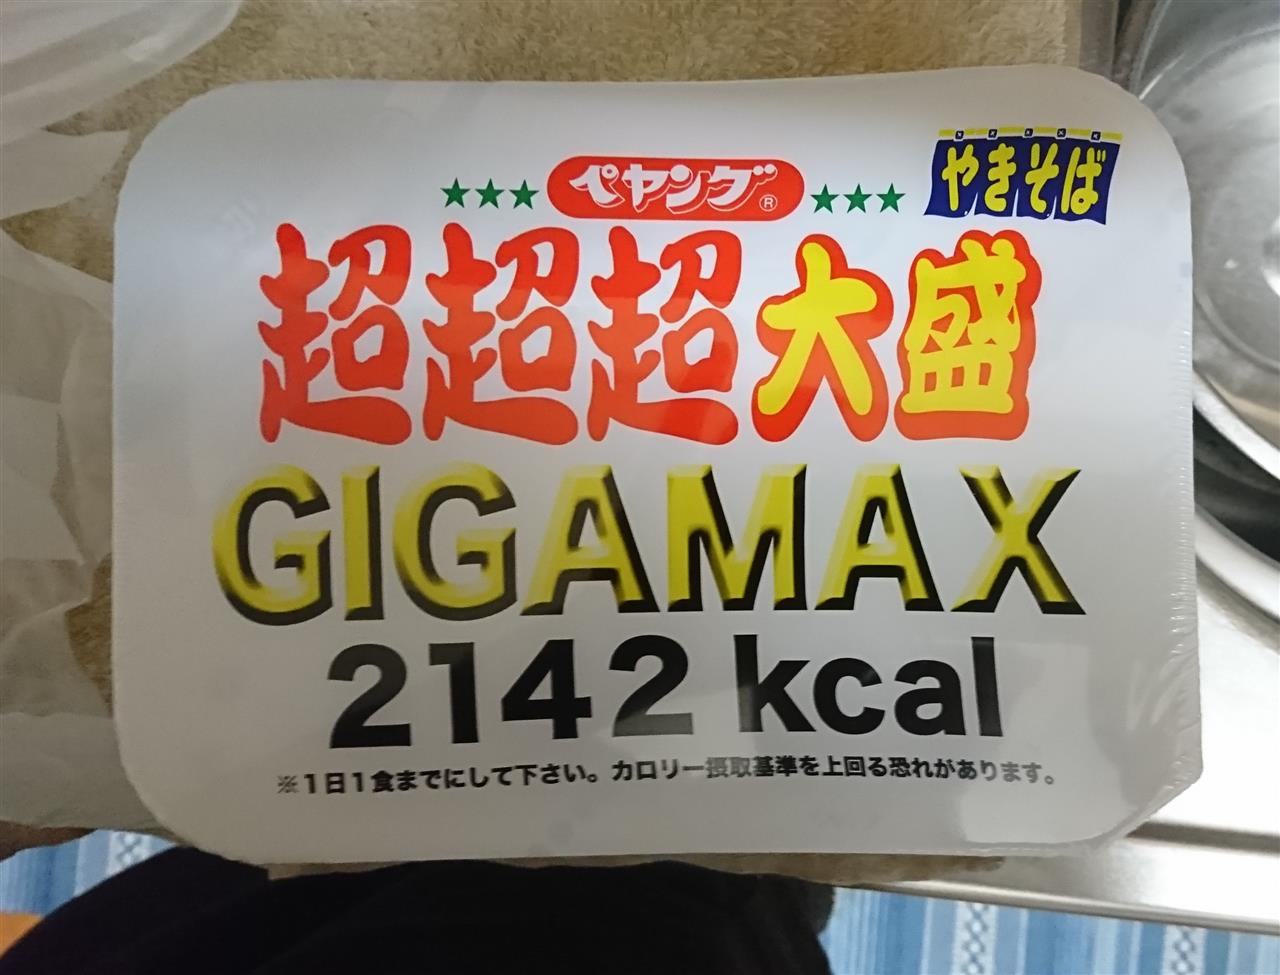 ★★★ペヤング®★★★
やきそば
超超超大盛
GIGAMAX
2142kcal
※1日1食までにして下さい。カロリー摂取基準を上回る恐れがあります。